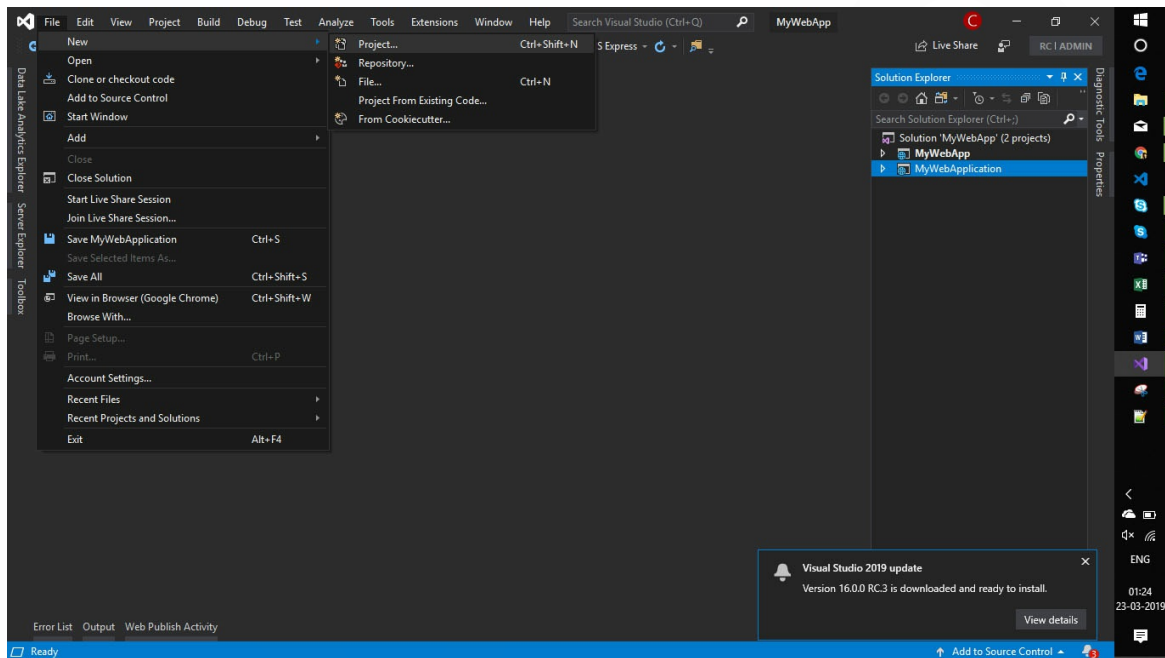 File Edit View Project Build Debug Test Analyze Tools Extensions Window Help Search Visual Studio (Ctrl+Q) MyWebApp C
S Express Live Share RC | ADMIN
New
Open
Clone or checkout code
Add to Source Control
Start Window
Add
Close
Close Solution
Start Live Share Session
Join Live Share Session...
Save MyWebApplication Ctrl+S
Save Selected Items As...
Save All Ctrl+Shift+S
View in Browser (Google Chrome) Ctrl+Shift+W
Browse With...
Page Setup...
Print... Ctrl+P
Account Settings...
Recent Files
Recent Projects and Solutions
Exit Alt+F4
Project... Ctrl+Shift+N
Repository...
File... Ctrl+N
Project From Existing Code...
From Cookiecutter...
Data Lake Analytics Explorer
Server Explorer
Toolbox
Solution Explorer
Search Solution Explorer (Ctrl+;)
Solution 'MyWebApp' (2 projects)
MyWebApp
MyWebApplication
Diagnostic Tools
Properties
Visual Studio 2019 update
Version 16.0.0 RC.3 is downloaded and ready to install.
View details
Error List Output Web Publish Activity
Ready Add to Source Control 3
ENG
01:24
23-03-2019